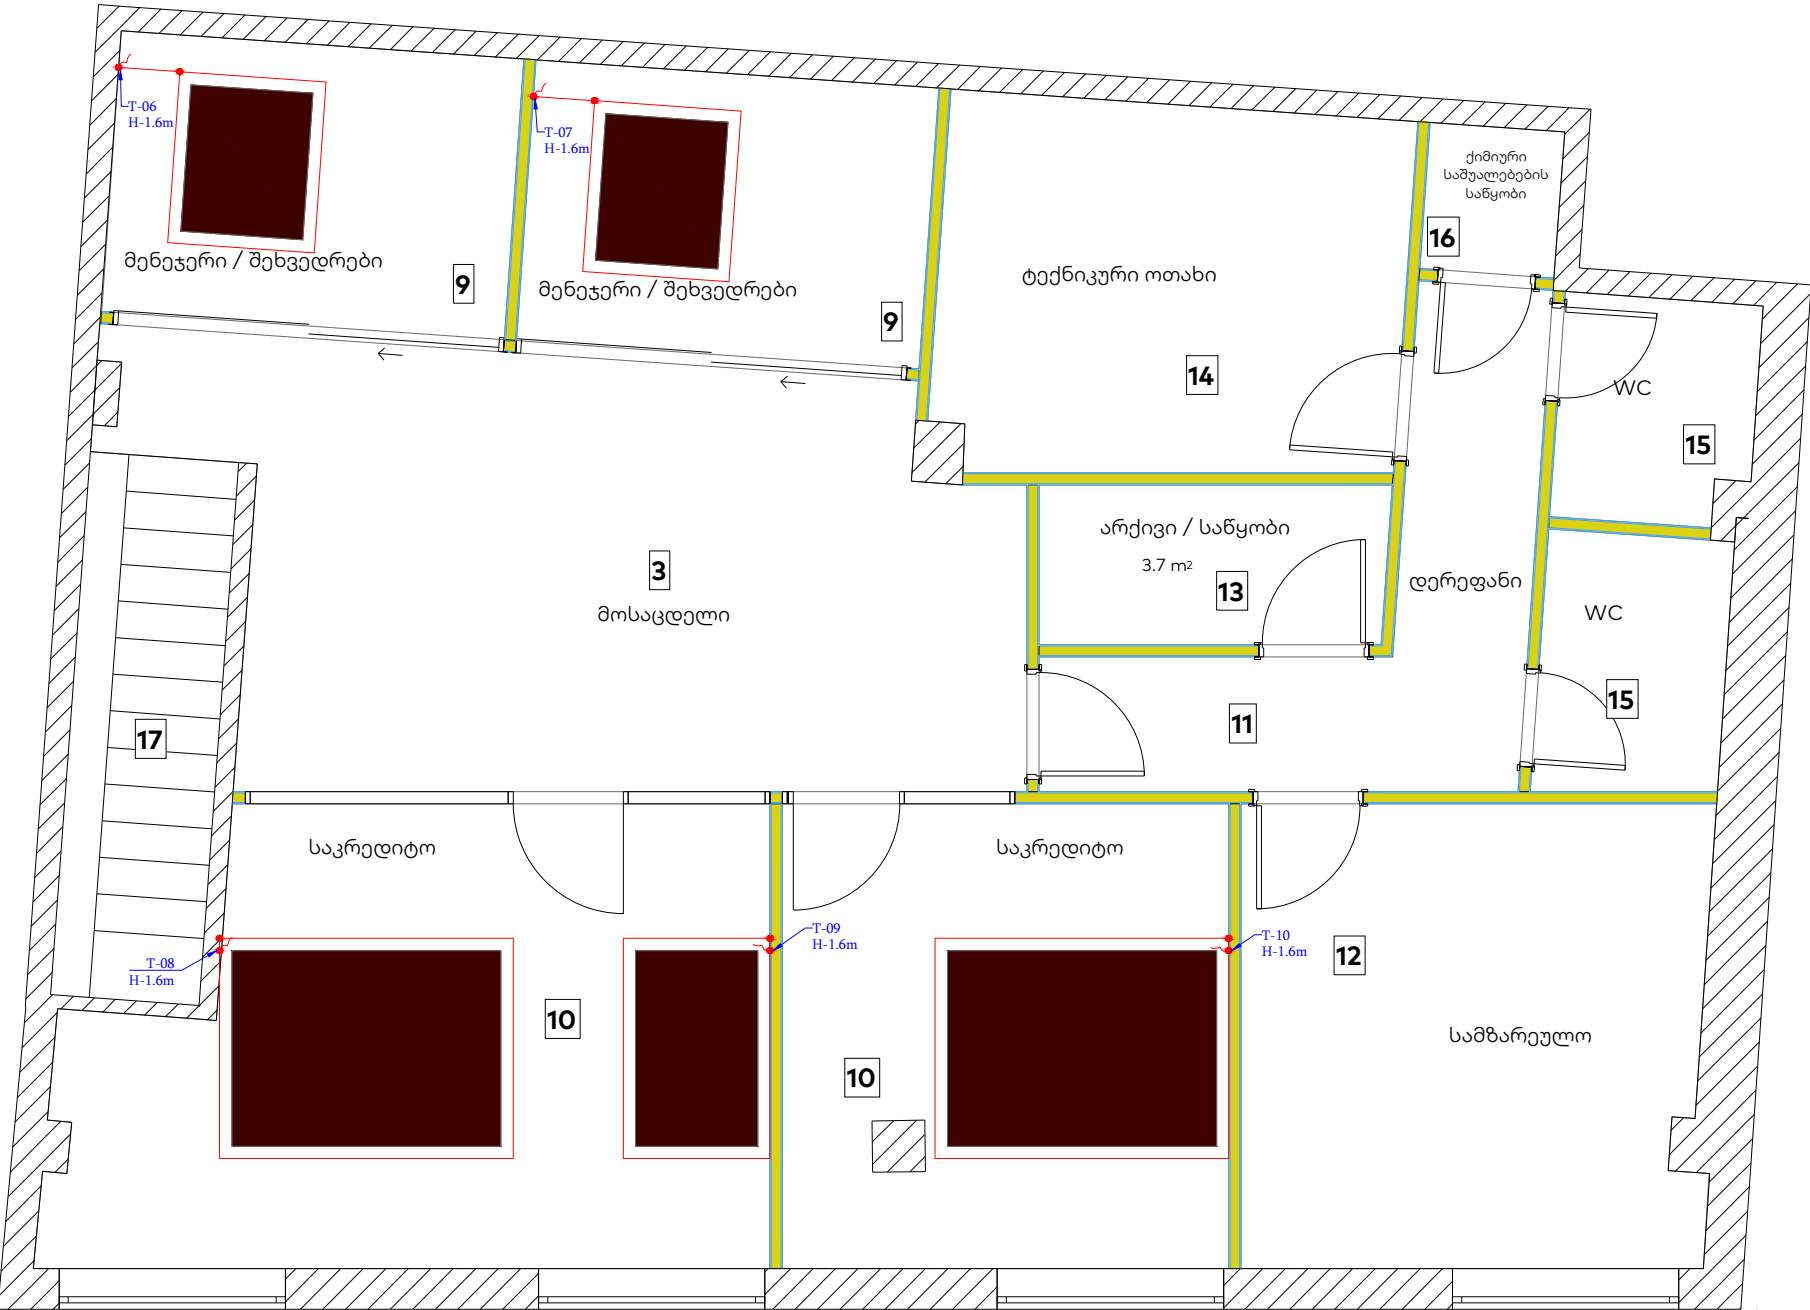 T-06
H-1.6m
მენეჯერი / შეხვედრები
9
T-07
H-1.6m
მენეჯერი / შეხვედრები
9
ტექნიკური ოთახი
14
ქიმიური
საშუალებების
საწყობი
16
WC
15
არქივი / საწყობი
3.7 m²
13
დერეფანი
WC
15
3
მოსაცდელი
17
11
საკრედიტო
საკრედიტო
T-08
H-1.6m
10
T-09
H-1.6m
10
T-10
H-1.6m
12
სამზარეულო